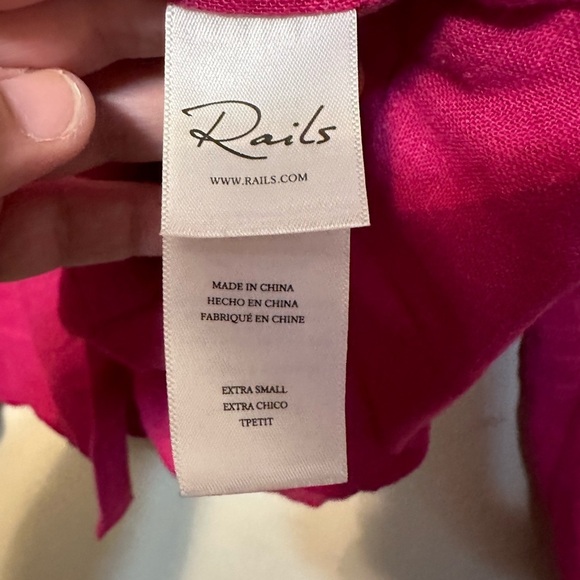 Rails
WWW.RAILS.COM
MADE IN CHINA
HECHO EN CHINA
FABRIQUÉ EN CHINE
EXTRA SMALL
EXTRA CHICO
TPETIT